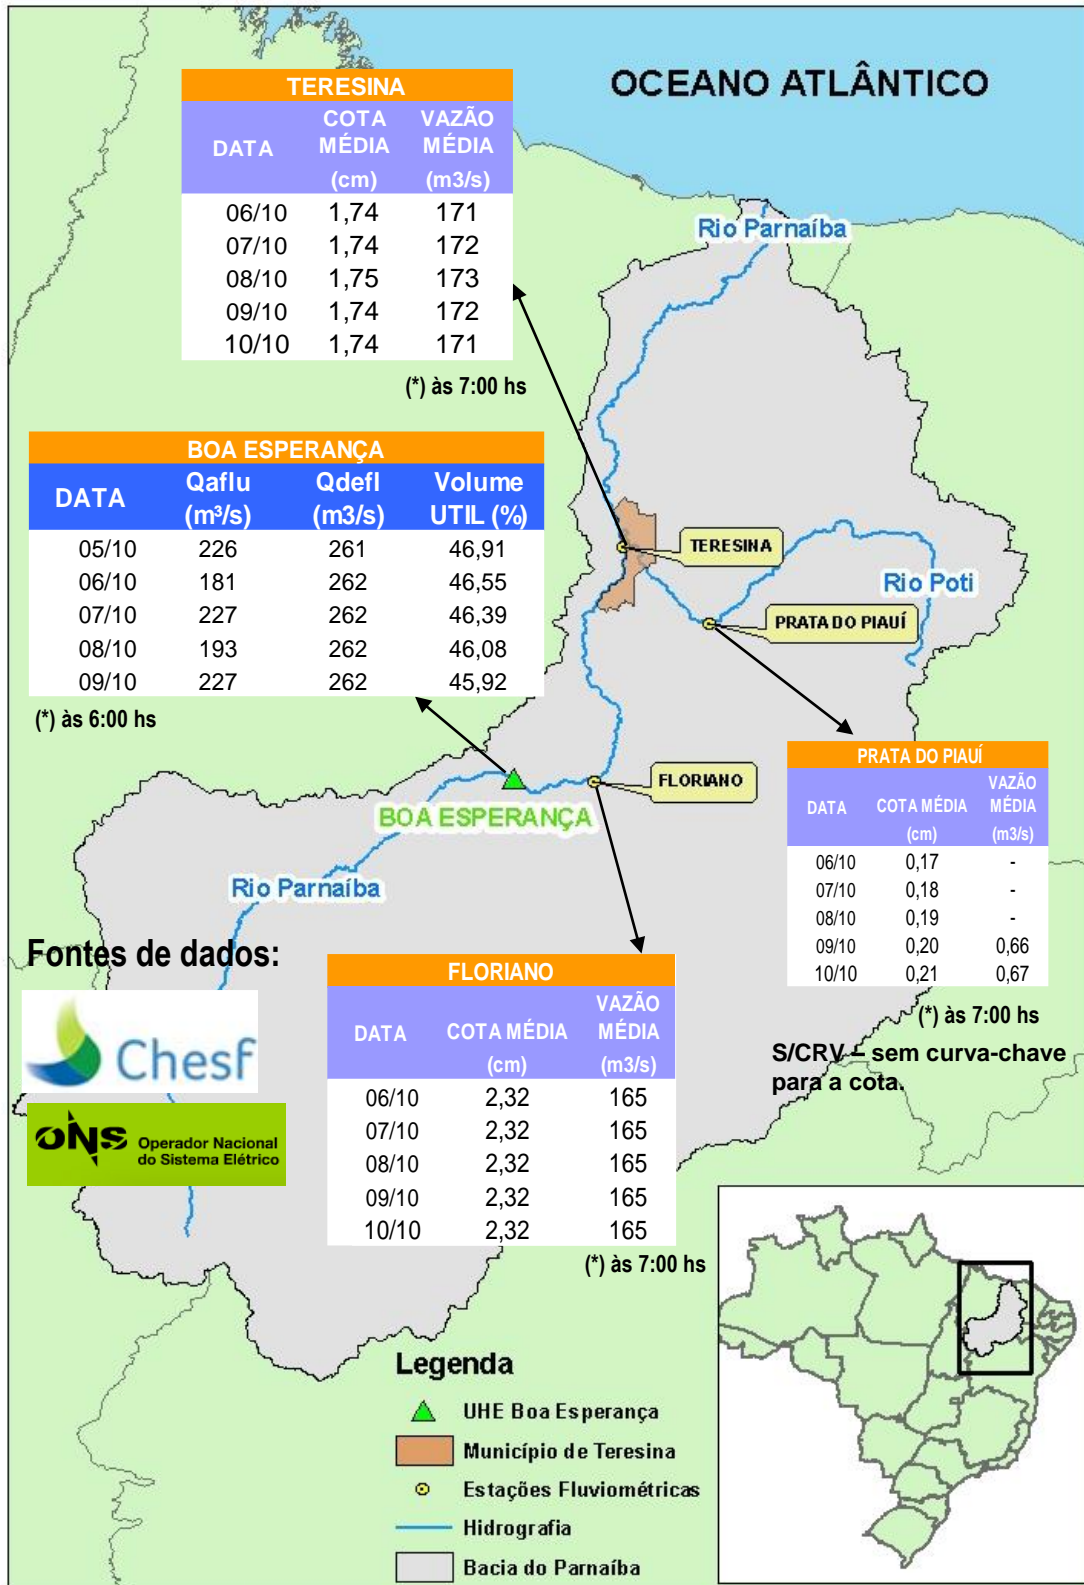 OCEANO ATLÂNTICO
TERESINA
DATA COTA MÉDIA (cm) VAZÃO MÉDIA (m3/s)
06/10 1,74 171
07/10 1,74 172
08/10 1,75 173
09/10 1,74 172
10/10 1,74 171
(*) às 7:00 hs
Rio Parnaíba
BOA ESPERANÇA
DATA Qaflu (m³/s) Qdefl (m3/s) Volume UTIL (%)
05/10 226 261 46,91
06/10 181 262 46,55
07/10 227 262 46,39
08/10 193 262 46,08
09/10 227 262 45,92
(*) às 6:00 hs
TERESINA
Rio Poti
PRATA DO PIAUÍ
FLORIANO
BOA ESPERANÇA
Rio Parnaíba
PRATA DO PIAUÍ
DATA COTA MÉDIA (cm) VAZÃO MÉDIA (m3/s)
06/10 0,17 -
07/10 0,18 -
08/10 0,19 -
09/10 0,20 0,66
10/10 0,21 0,67
(*) às 7:00 hs
S/CRV – sem curva-chave
para a cota.
Fontes de dados:
Chesf
ONS Operador Nacional
do Sistema Elétrico
FLORIANO
DATA COTA MÉDIA (cm) VAZÃO MÉDIA (m3/s)
06/10 2,32 165
07/10 2,32 165
08/10 2,32 165
09/10 2,32 165
10/10 2,32 165
(*) às 7:00 hs
Legenda
UHE Boa Esperança
Município de Teresina
Estações Fluviométricas
Hidrografia
Bacia do Parnaíba